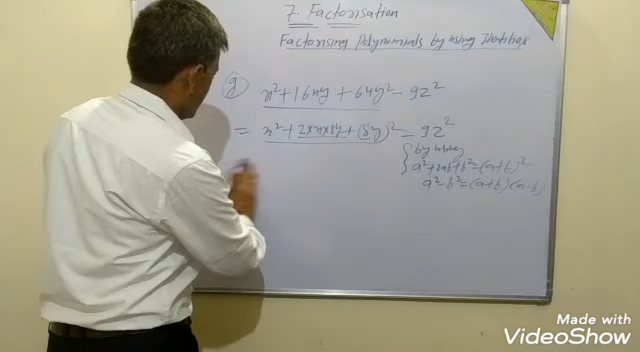 7. Factorisation
Factorising Polynomials by using Identities
g x²+16xy + 64y² - 9z²
= x²+2×x×8y+(8y)² - 9z²
{by using
a²+2ab+b²=(a+b)²
a²-b²=(a+b)(a-b)
Made with
VideoShow